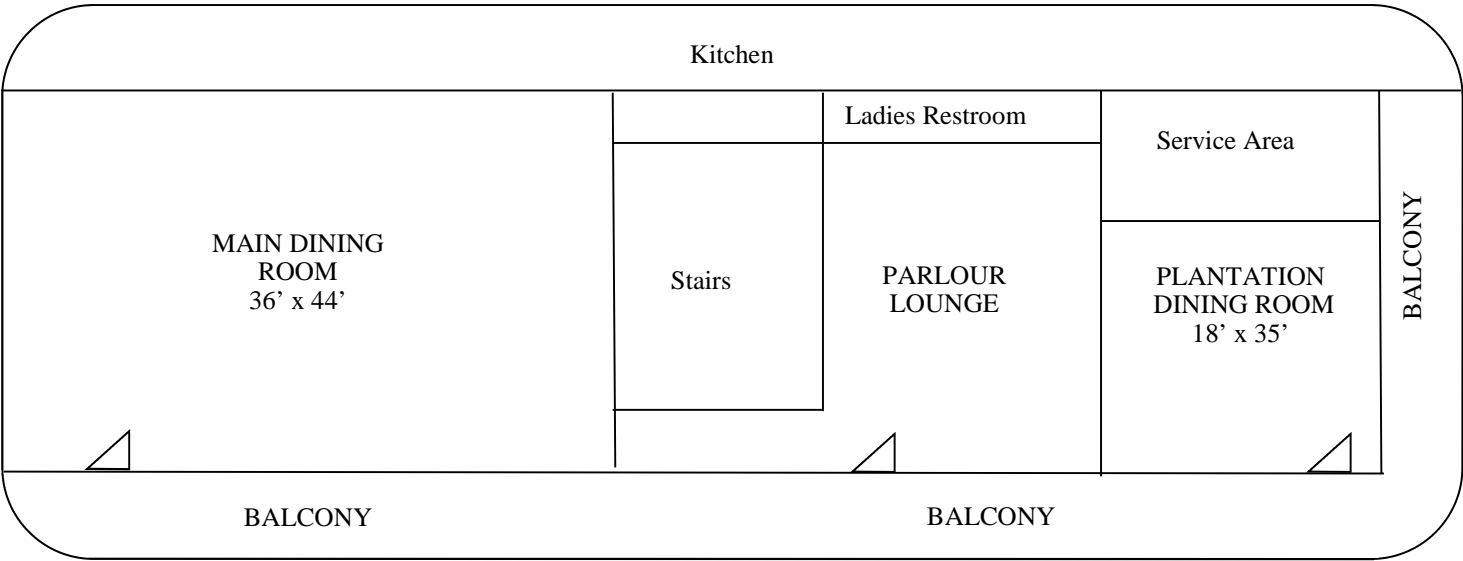 Kitchen
Ladies Restroom
Service Area
MAIN DINING
ROOM
36’ x 44’
Stairs
PARLOUR
LOUNGE
PLANTATION
DINING ROOM
18’ x 35’
BALCONY
BALCONY
BALCONY